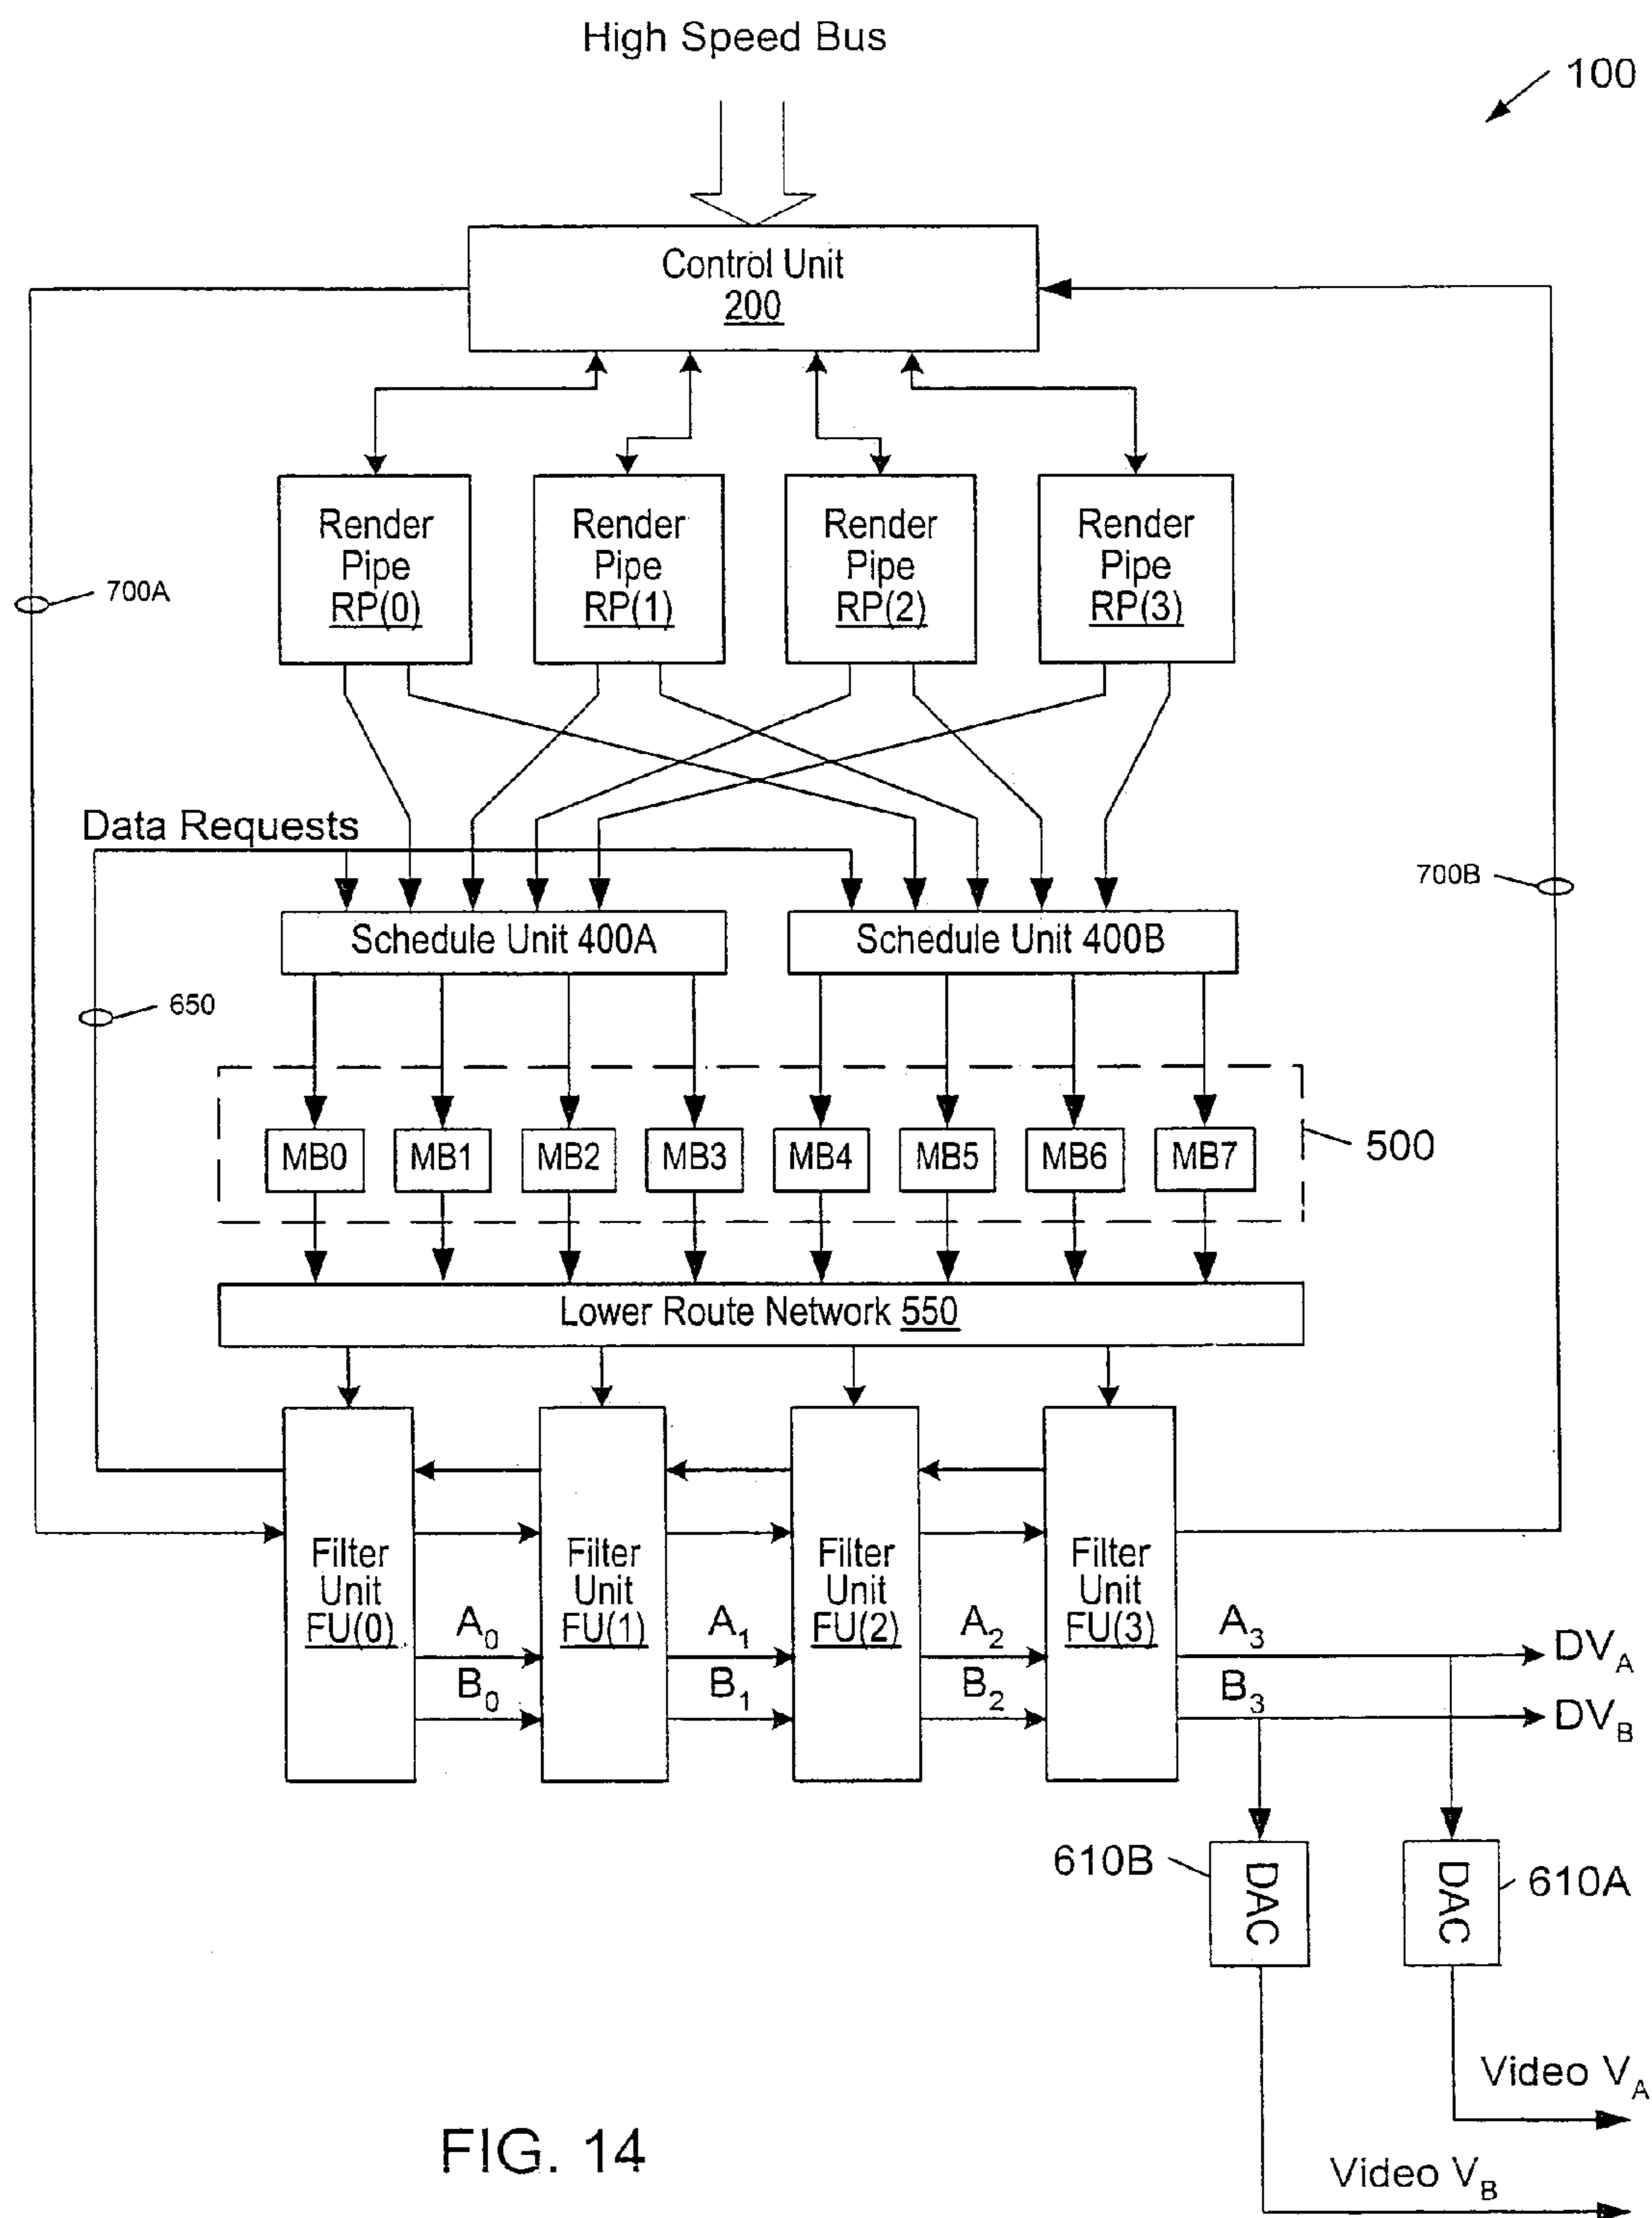 High Speed Bus
100
Control Unit
200
Render
Pipe
RP(0)
Render
Pipe
RP(1)
Render
Pipe
RP(2)
Render
Pipe
RP(3)
700A
Data Requests
700B
Schedule Unit 400A
Schedule Unit 400B
650
MB0
MB1
MB2
MB3
MB4
MB5
MB6
MB7
500
Lower Route Network 550
Filter
Unit
FU(0)
Filter
Unit
FU(1)
Filter
Unit
FU(2)
Filter
Unit
FU(3)
A0
A1
A2
A3
DVA
B0
B1
B2
B3
DVB
610B
DAC
DAC
610A
Video VA
Video VB
FIG. 14